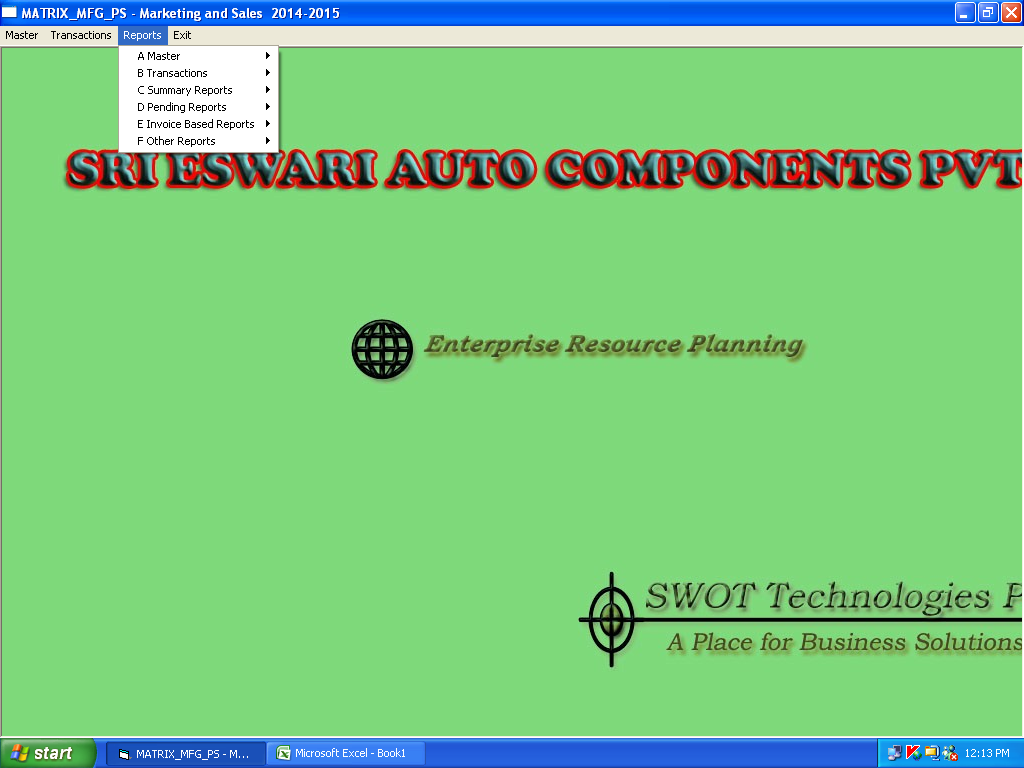 MATRIX_MFG_PS - Marketing and Sales 2014-2015
Master Transactions Reports Exit
A Master
B Transactions
C Summary Reports
D Pending Reports
E Invoice Based Reports
F Other Reports
SRI ESWARI AUTO COMPONENTS PVT
Enterprise Resource Planning
SWOT Technologies P
A Place for Business Solutions
start MATRIX_MFG_PS - M... Microsoft Excel - Book1 12:13 PM